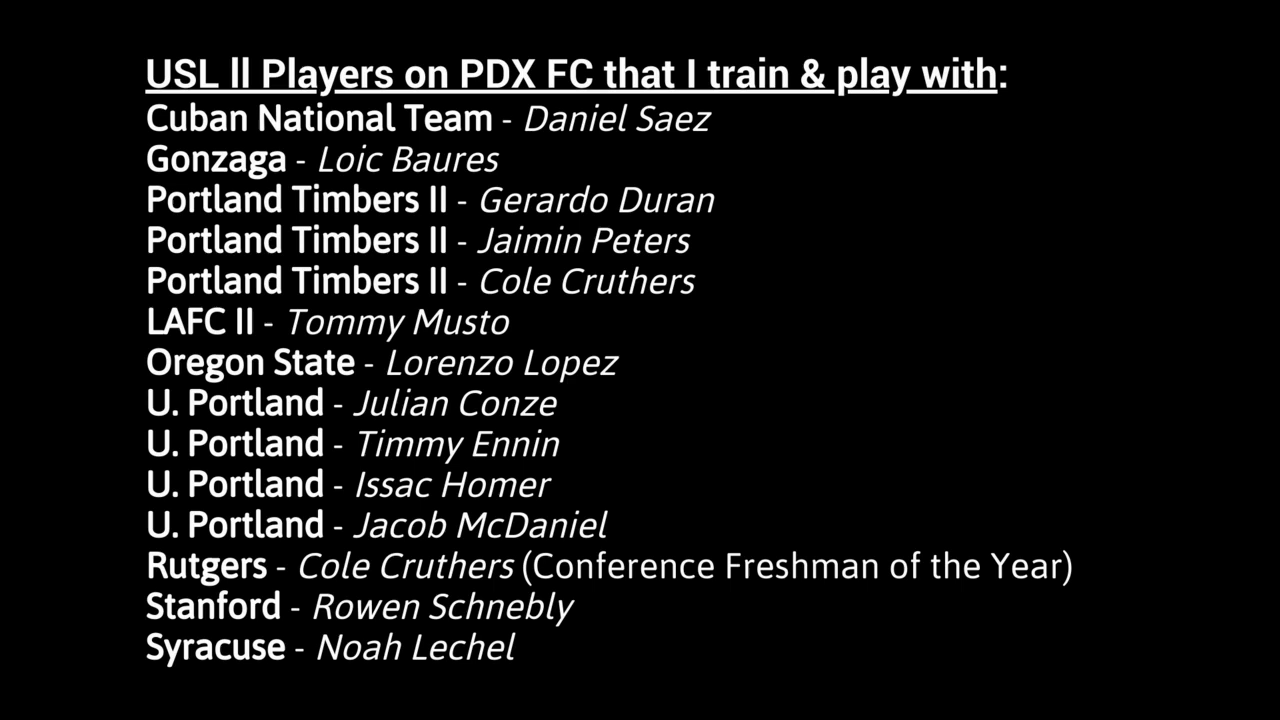 USL ll Players on PDX FC that I train & play with:
Cuban National Team - Daniel Saez
Gonzaga - Loic Baures
Portland Timbers II - Gerardo Duran
Portland Timbers II - Jaimin Peters
Portland Timbers II - Cole Cruthers
LAFC II - Tommy Musto
Oregon State - Lorenzo Lopez
U. Portland - Julian Conze
U. Portland - Timmy Ennin
U. Portland - Issac Homer
U. Portland - Jacob McDaniel
Rutgers - Cole Cruthers (Conference Freshman of the Year)
Stanford - Rowen Schnebly
Syracuse - Noah Lechel